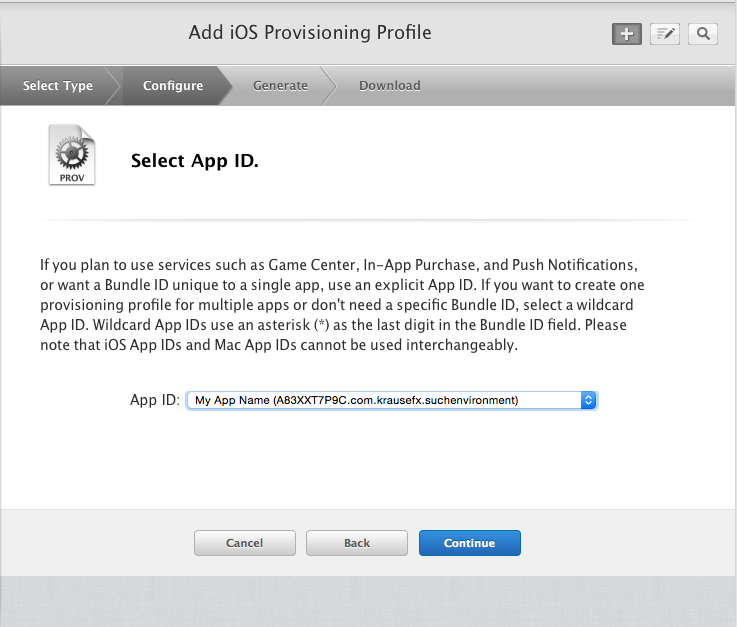 Add iOS Provisioning Profile
Select Type
Configure
Generate
Download
PROV
Select App ID.
If you plan to use services such as Game Center, In-App Purchase, and Push Notifications,
or want a Bundle ID unique to a single app, use an explicit App ID. If you want to create one
provisioning profile for multiple apps or don't need a specific Bundle ID, select a wildcard
App ID. Wildcard App IDs use an asterisk (*) as the last digit in the Bundle ID field. Please
note that iOS App IDs and Mac App IDs cannot be used interchangeably.
App ID: My App Name (A83XXT7P9C.com.krausefx.suchenvironment)
Cancel
Back
Continue